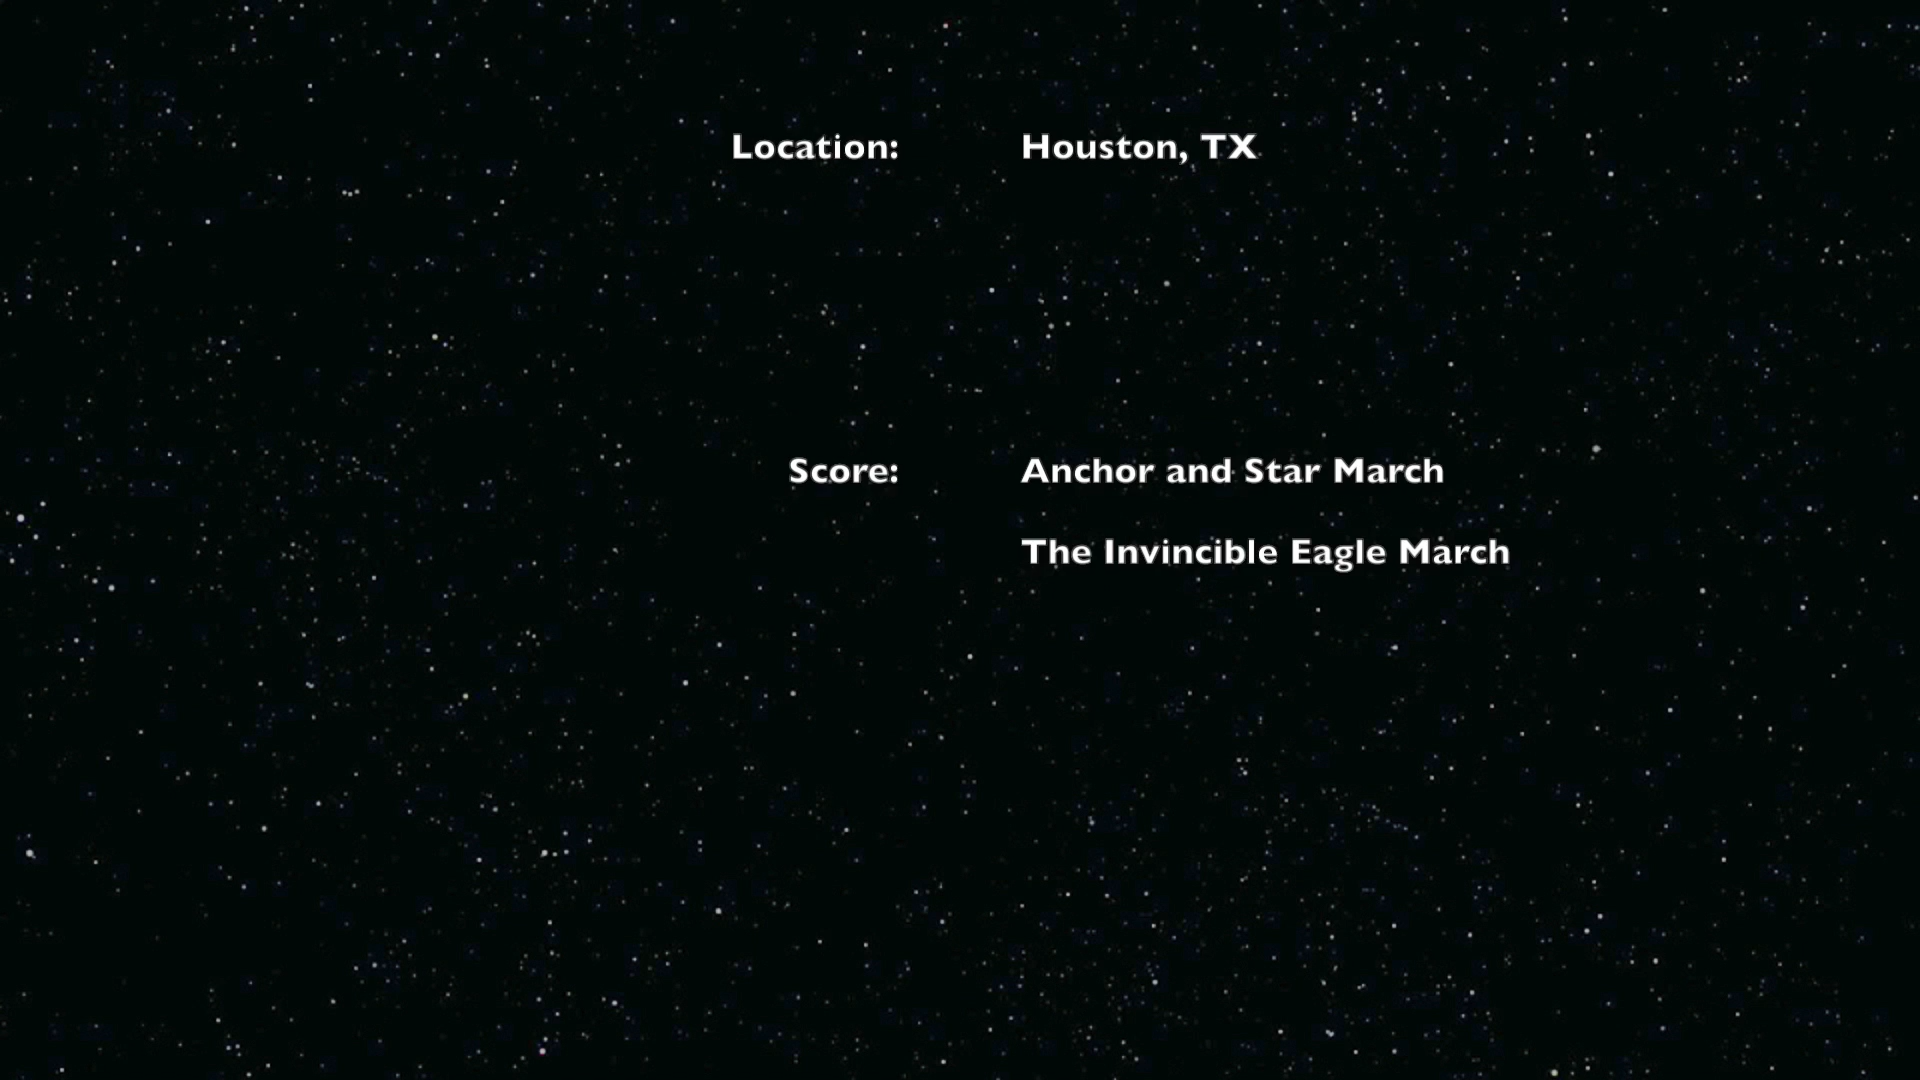 Location: Houston, TX
Score: Anchor and Star March
The Invincible Eagle March